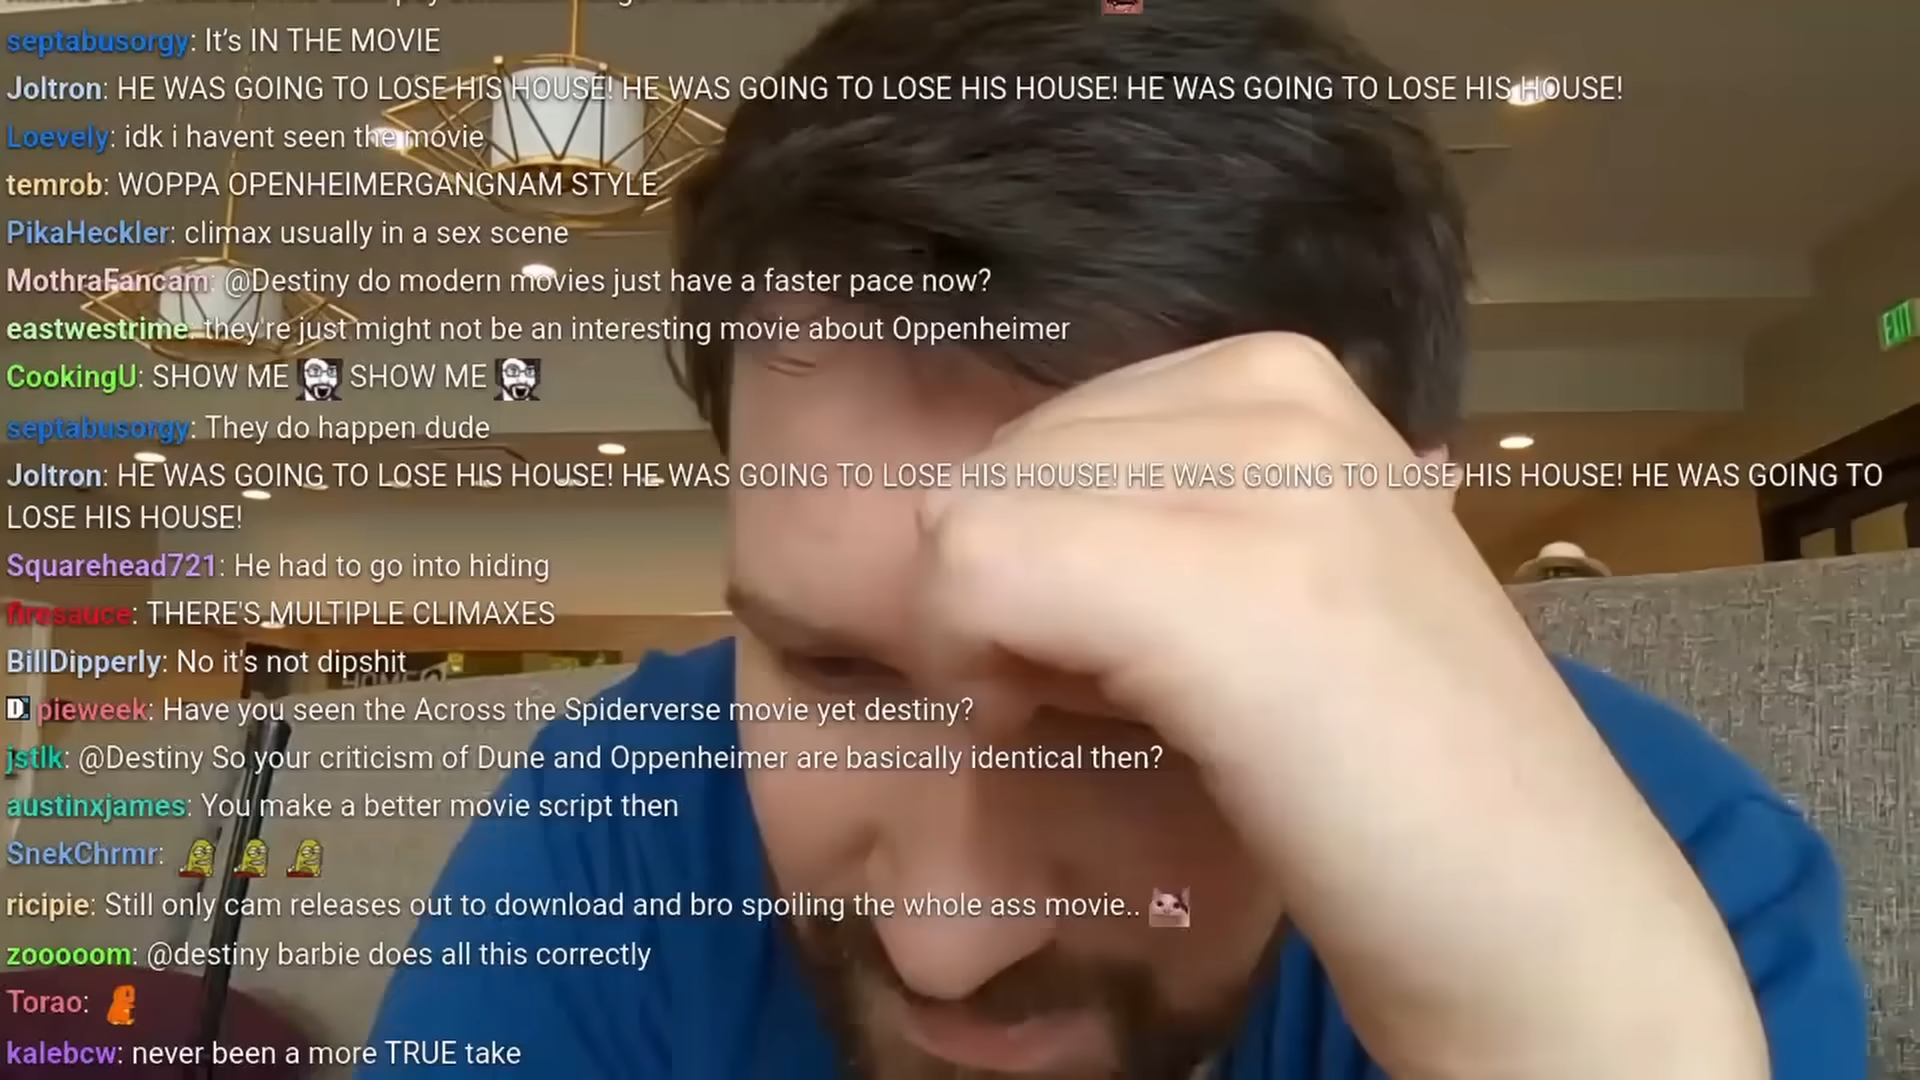 septabusorgy: It’s IN THE MOVIE
Joltron: HE WAS GOING TO LOSE HIS HOUSE! HE WAS GOING TO LOSE HIS HOUSE! HE WAS GOING TO LOSE HIS HOUSE!
Loevely: idk i havent seen the movie
temrob: WOPPA OPENHEIMERGANGNAM STYLE
PikaHeckler: climax usually in a sex scene
MothraFancam: @Destiny do modern movies just have a faster pace now?
eastwestrime: they're just might not be an interesting movie about Oppenheimer
EXIT
CookingU: SHOW ME SHOW ME
septabusorgy: They do happen dude
Joltron: HE WAS GOING TO LOSE HIS HOUSE! HE WAS GOING TO LOSE HIS HOUSE! HE WAS GOING TO LOSE HIS HOUSE! HE WAS GOING TO
LOSE HIS HOUSE!
Squarehead721: He had to go into hiding
firesauce: THERE'S MULTIPLE CLIMAXES
BillDipperly: No it's not dipshit
D pieweek: Have you seen the Across the Spiderverse movie yet destiny?
jstlk: @Destiny So your criticism of Dune and Oppenheimer are basically identical then?
austinxjames: You make a better movie script then
SnekChrmr:
ricipie: Still only cam releases out to download and bro spoiling the whole ass movie..
zooooom: @destiny barbie does all this correctly
Torao:
kalebcw: never been a more TRUE take